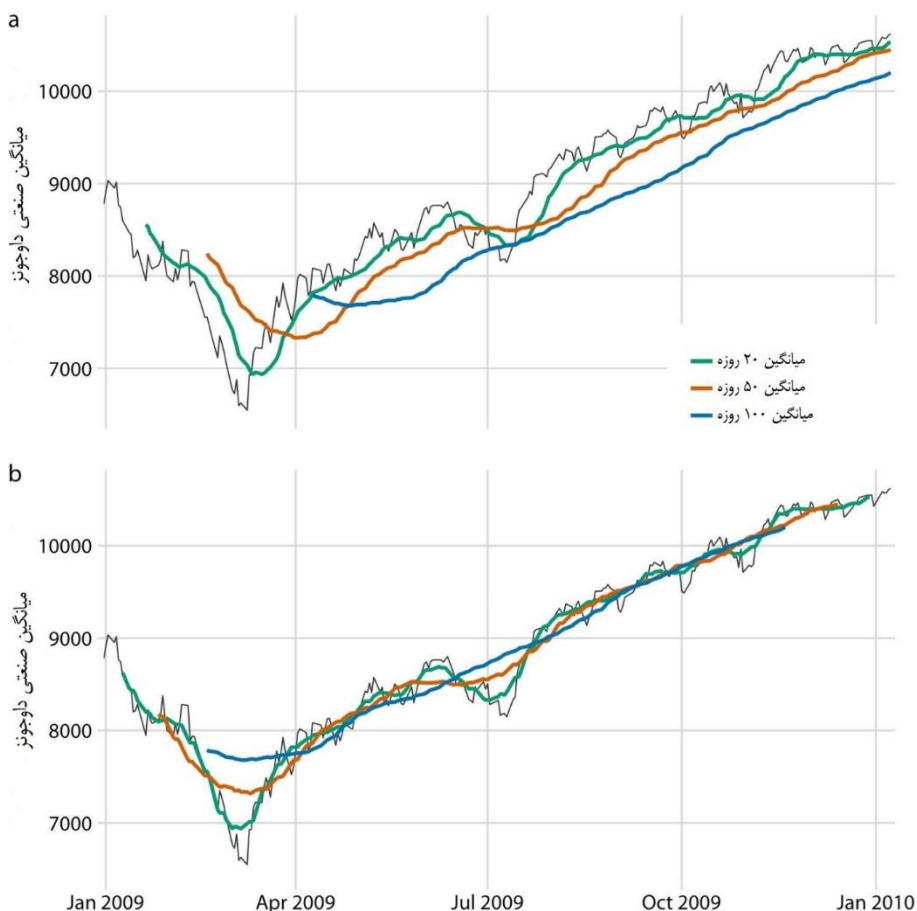 a
10000
9000
8000
7000
میانگین صنعتی داوجونز
میانگین ۲۰ روزه
میانگین ۵۰ روزه
میانگین ۱۰۰ روزه
b
10000
9000
8000
7000
میانگین صنعتی داوجونز
Jan 2009 Apr 2009 Jul 2009 Oct 2009 Jan 2010